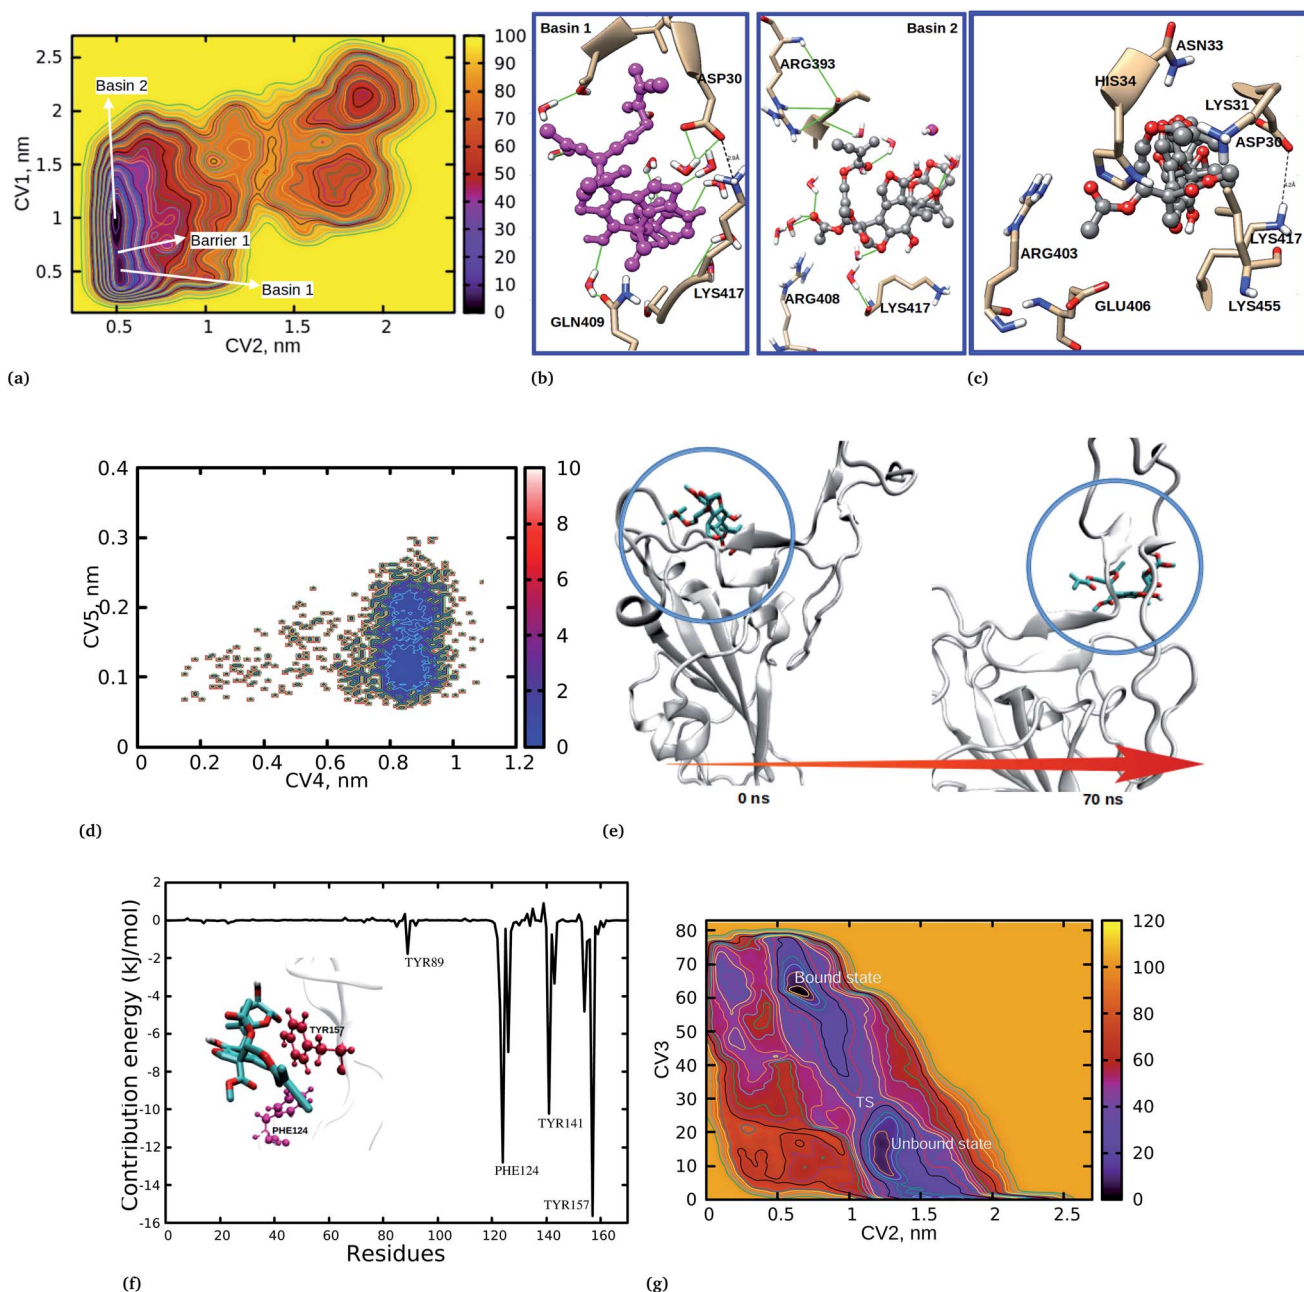 2.5
2
1.5
1
0.5
CV1, nm
0.5
1
1.5
2
CV2, nm
100
90
80
70
60
50
40
30
20
10
0
Basin 2
Barrier 1
Basin 1
(a)
Basin 1
ASP30
2.9Å
LYS417
GLN409
(b)
Basin 2
ARG393
ARG408
LYS417
ASN33
HIS34
LYS31
ASP30
ARG403
LYS417
GLU406
LYS455
(c)
0.4
0.3
0.2
0.1
0
CV5, nm
0
0.2
0.4
0.6
0.8
1
1.2
CV4, nm
10
8
6
4
2
0
(d)
0 ns
70 ns
(e)
2
0
-2
-4
-6
-8
-10
-12
-14
-16
Contribution energy (kJ/mol)
TYR89
TYR157
PHE124
TYR141
PHE124
TYR157
0
20
40
60
80
100
120
140
160
Residues
(f)
80
70
60
50
40
30
20
10
0
CV3
Bound state
TS
Unbound state
0
0.5
1
1.5
2
2.5
CV2, nm
120
100
80
60
40
20
0
(g)